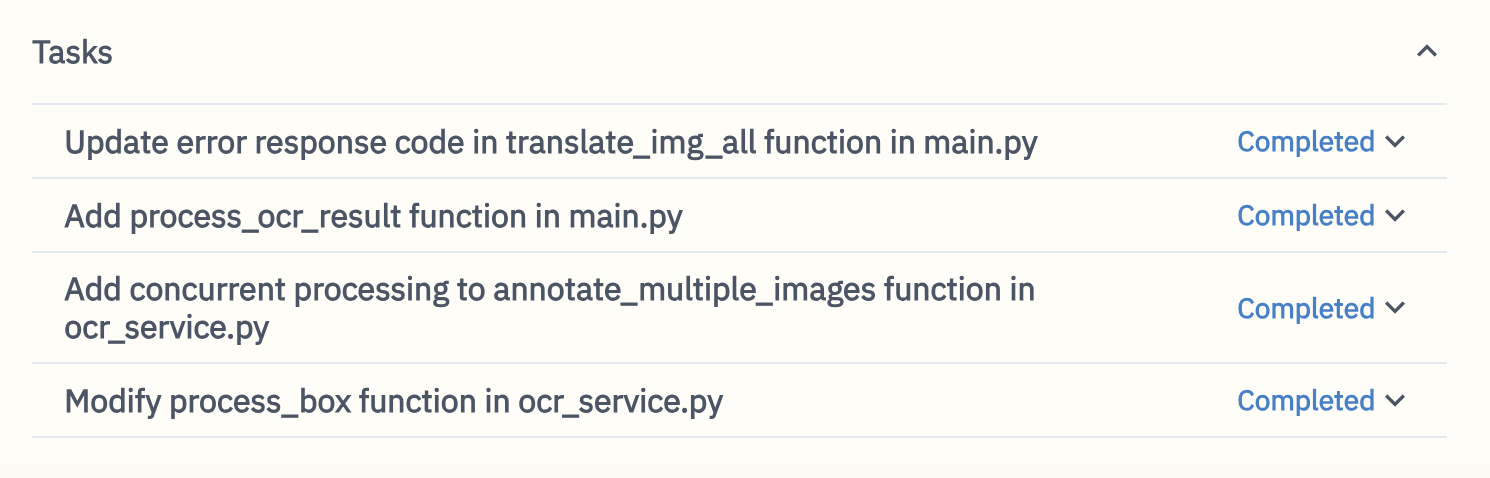 Tasks
Update error response code in translate_img_all function in main.py
Completed
Add process_ocr_result function in main.py
Completed
Add concurrent processing to annotate_multiple_images function in
ocr_service.py
Completed
Modify process_box function in ocr_service.py
Completed